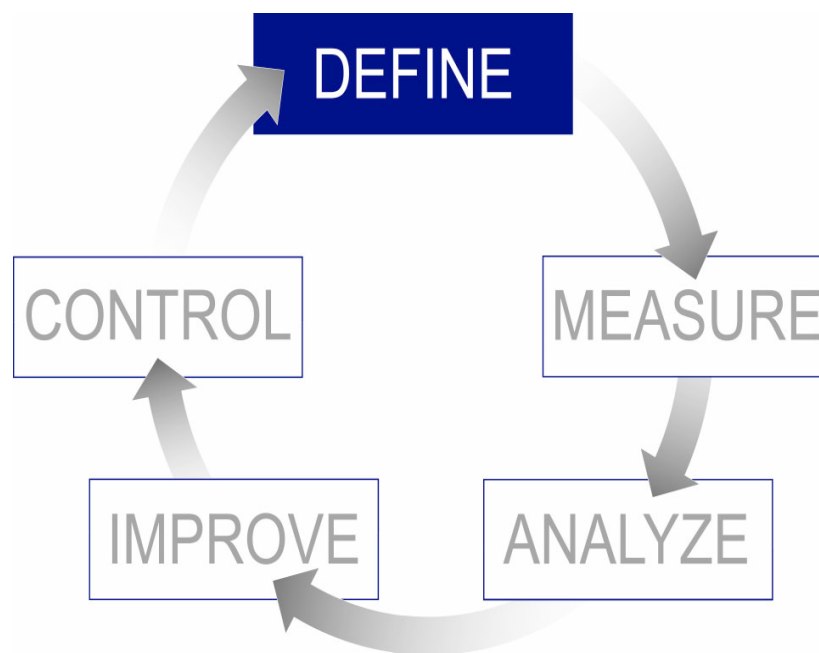 DEFINE
MEASURE
ANALYZE
IMPROVE
CONTROL